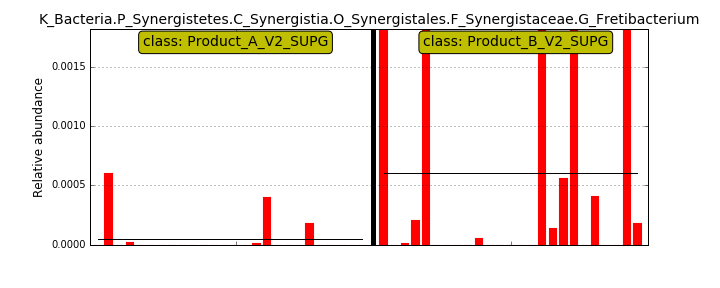 K_Bacteria.P_Synergistetes.C_Synergistia.O_Synergistales.F_Synergistaceae.G_Fretibacterium
class: Product_A_V2_SUPG
class: Product_B_V2_SUPG
Relative abundance
0.0015
0.0010
0.0005
0.0000